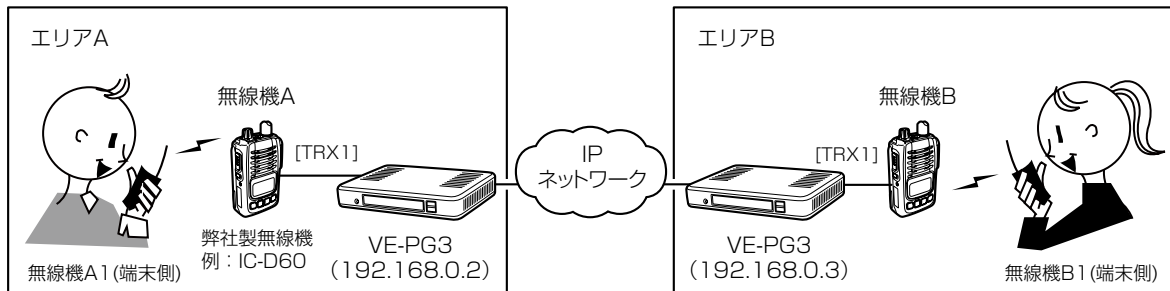 エリアA
無線機A
[TRX1]
弊社製無線機
例：IC-D60
無線機A1(端末側)
VE-PG3
（192.168.0.2）
IP
ネットワーク
エリアB
無線機B
[TRX1]
VE-PG3
（192.168.0.3）
無線機B1(端末側)